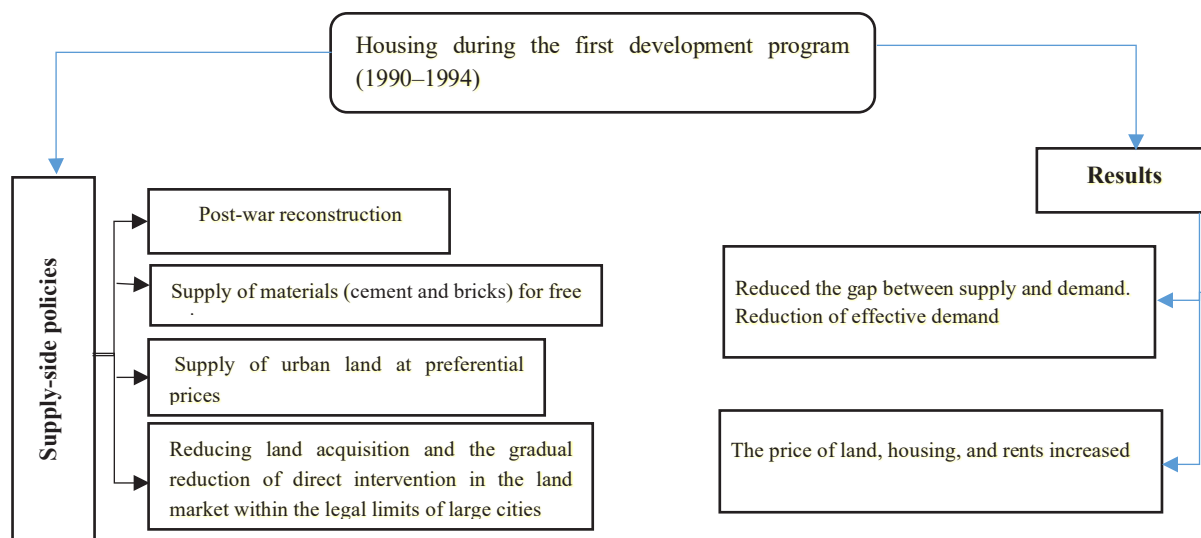 Housing during the first development program
(1990–1994)
Supply-side policies
Post-war reconstruction
Supply of materials (cement and bricks) for free
Supply of urban land at preferential
prices
Reducing land acquisition and the gradual
reduction of direct intervention in the land
market within the legal limits of large cities
Results
Reduced the gap between supply and demand.
Reduction of effective demand
The price of land, housing, and rents increased